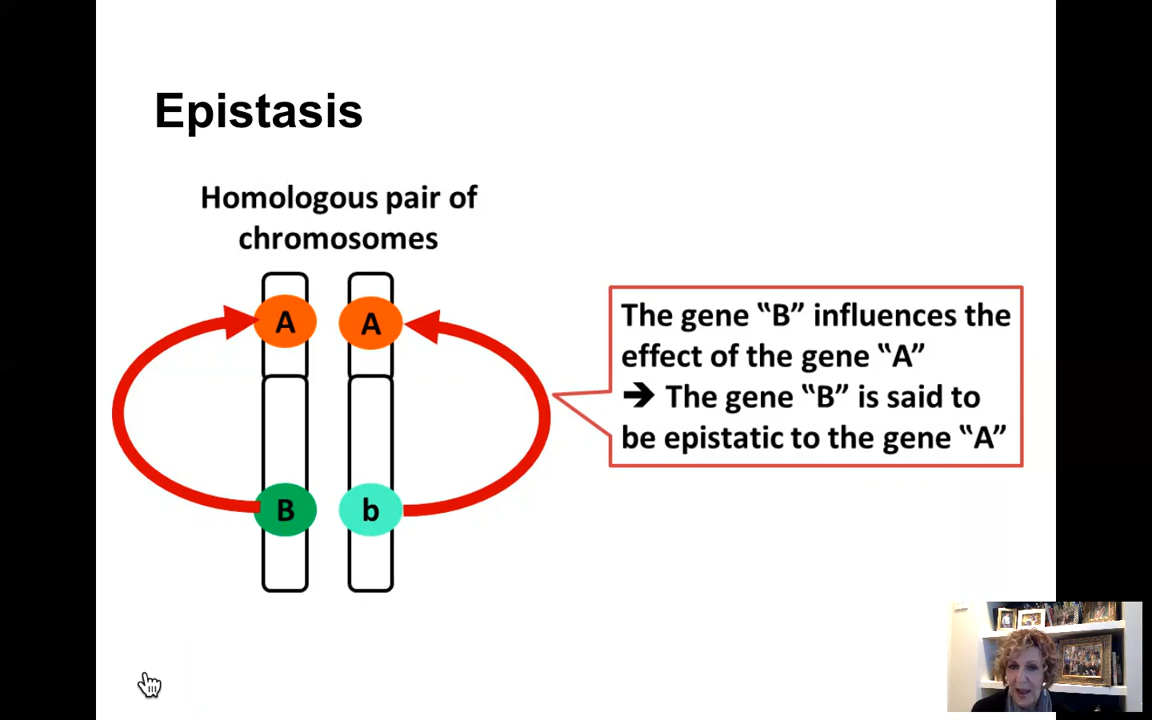 Epistasis
Homologous pair of
chromosomes
A A
The gene “B” influences the
effect of the gene “A”
➔ The gene “B” is said to
be epistatic to the gene “A”
B b